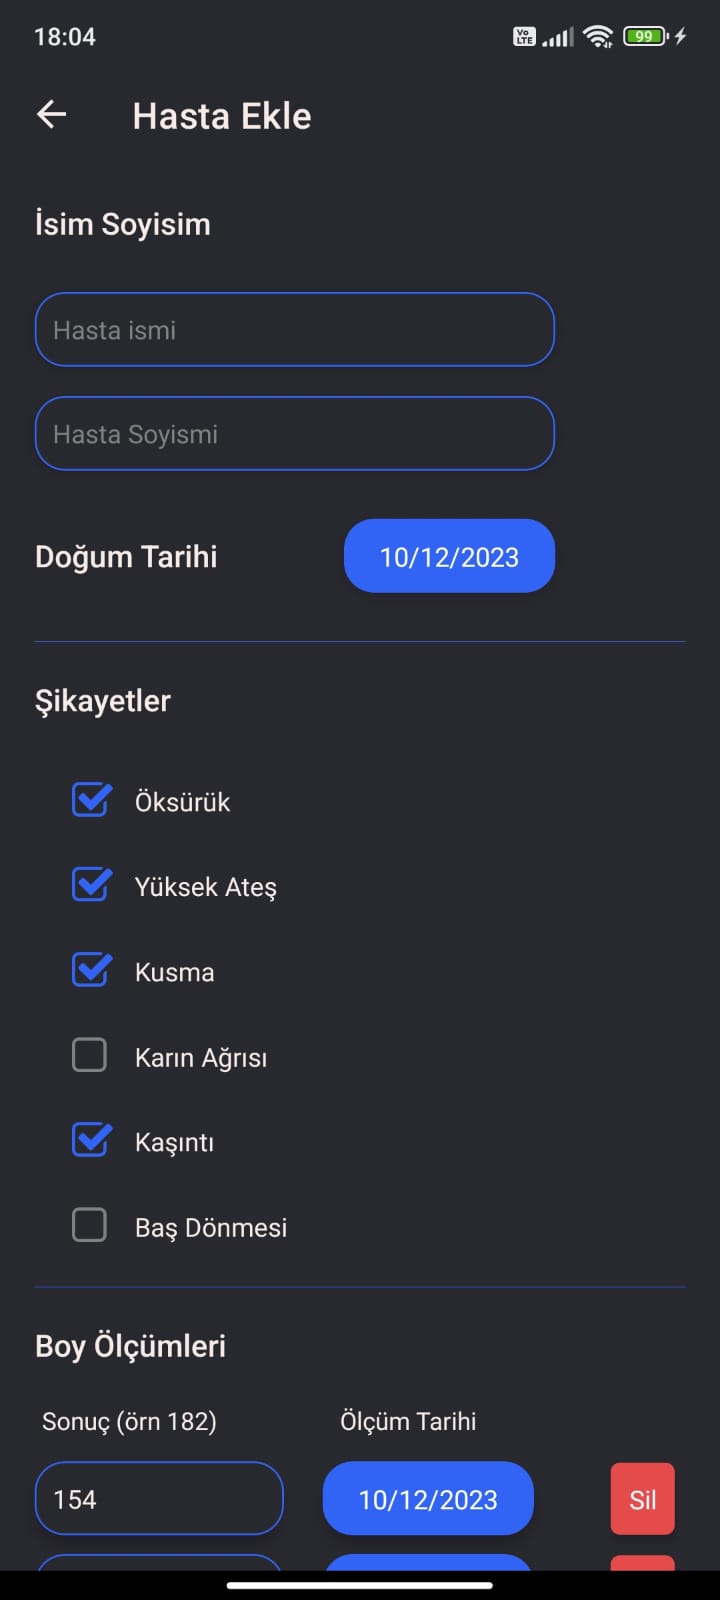 18:04
Vo LTE
99
Hasta Ekle
İsim Soyisim
Hasta ismi
Hasta Soyismi
Doğum Tarihi 10/12/2023
Şikayetler
Öksürük
Yüksek Ateş
Kusma
Karın Ağrısı
Kaşıntı
Baş Dönmesi
Boy Ölçümleri
Sonuç (örn 182) Ölçüm Tarihi
154 10/12/2023 Sil